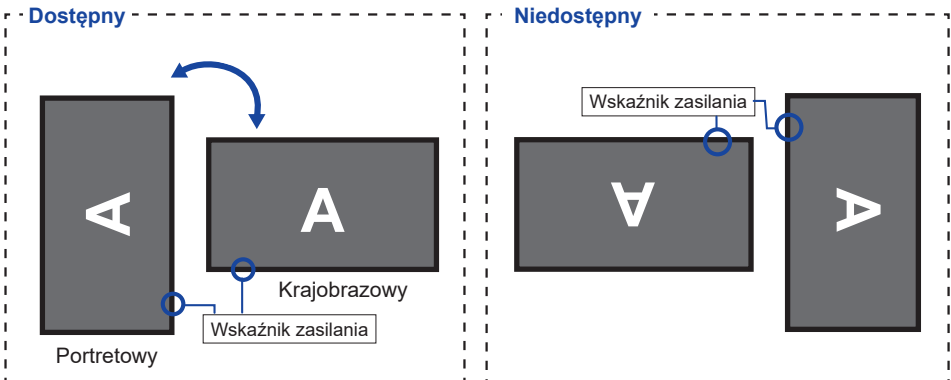 Dostępny
A
A
Krajobrazowy
Wskaźnik zasilania
Portretowy
Niedostępny
Wskaźnik zasilania
A
A